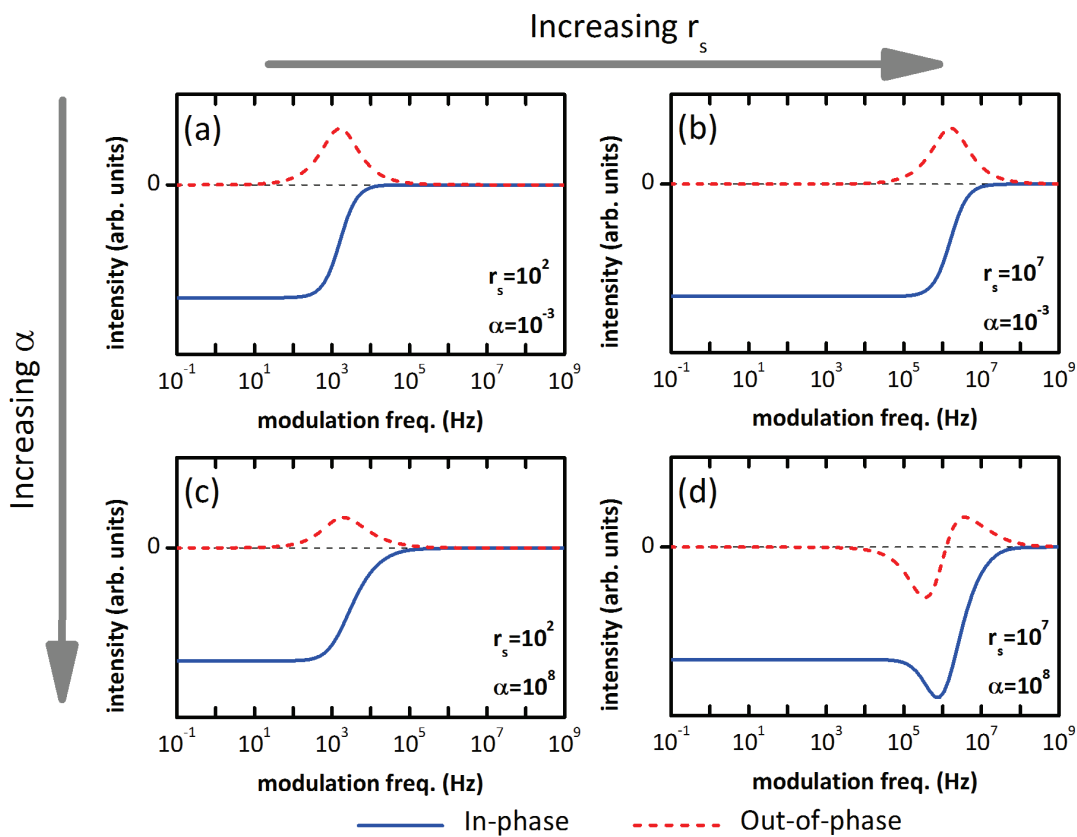 Increasing r_s
Increasing α
(a)
intensity (arb. units)
0
r_s=10^2
α=10^-3
10^-1 10^1 10^3 10^5 10^7 10^9
modulation freq. (Hz)
(b)
intensity (arb. units)
0
r_s=10^7
α=10^-3
10^-1 10^1 10^3 10^5 10^7 10^9
modulation freq. (Hz)
(c)
intensity (arb. units)
0
r_s=10^2
α=10^8
10^-1 10^1 10^3 10^5 10^7 10^9
modulation freq. (Hz)
(d)
intensity (arb. units)
0
r_s=10^7
α=10^8
10^-1 10^1 10^3 10^5 10^7 10^9
modulation freq. (Hz)
In-phase Out-of-phase